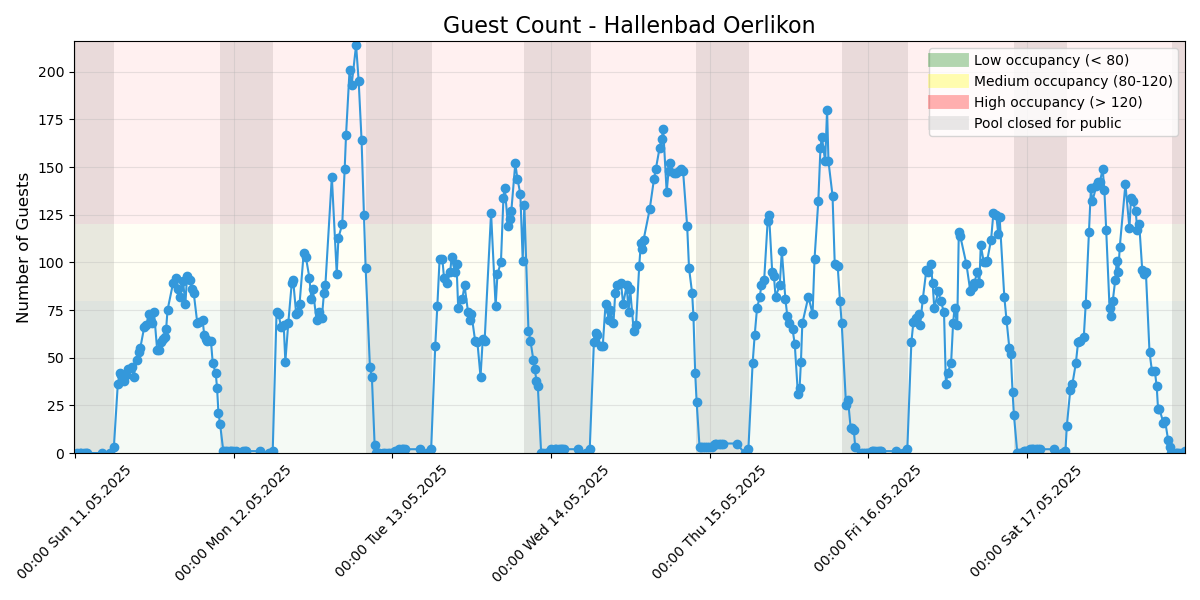 Guest Count - Hallenbad Oerlikon
Low occupancy (< 80)
Medium occupancy (80-120)
High occupancy (> 120)
Pool closed for public
Number of Guests
200
175
150
125
100
75
50
25
0
00:00 Sun 11.05.2025
00:00 Mon 12.05.2025
00:00 Tue 13.05.2025
00:00 Wed 14.05.2025
00:00 Thu 15.05.2025
00:00 Fri 16.05.2025
00:00 Sat 17.05.2025